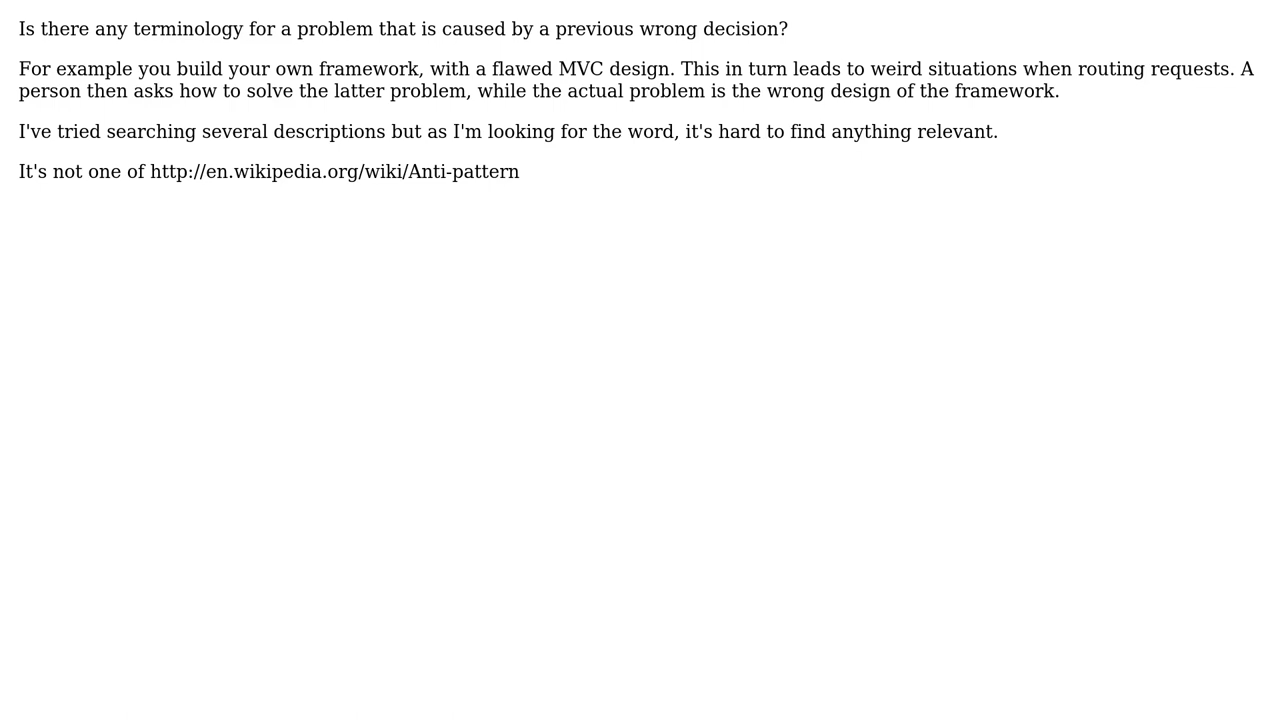 Is there any terminology for a problem that is caused by a previous wrong decision?
For example you build your own framework, with a flawed MVC design. This in turn leads to weird situations when routing requests. A
person then asks how to solve the latter problem, while the actual problem is the wrong design of the framework.
I've tried searching several descriptions but as I'm looking for the word, it's hard to find anything relevant.
It's not one of http://en.wikipedia.org/wiki/Anti-pattern